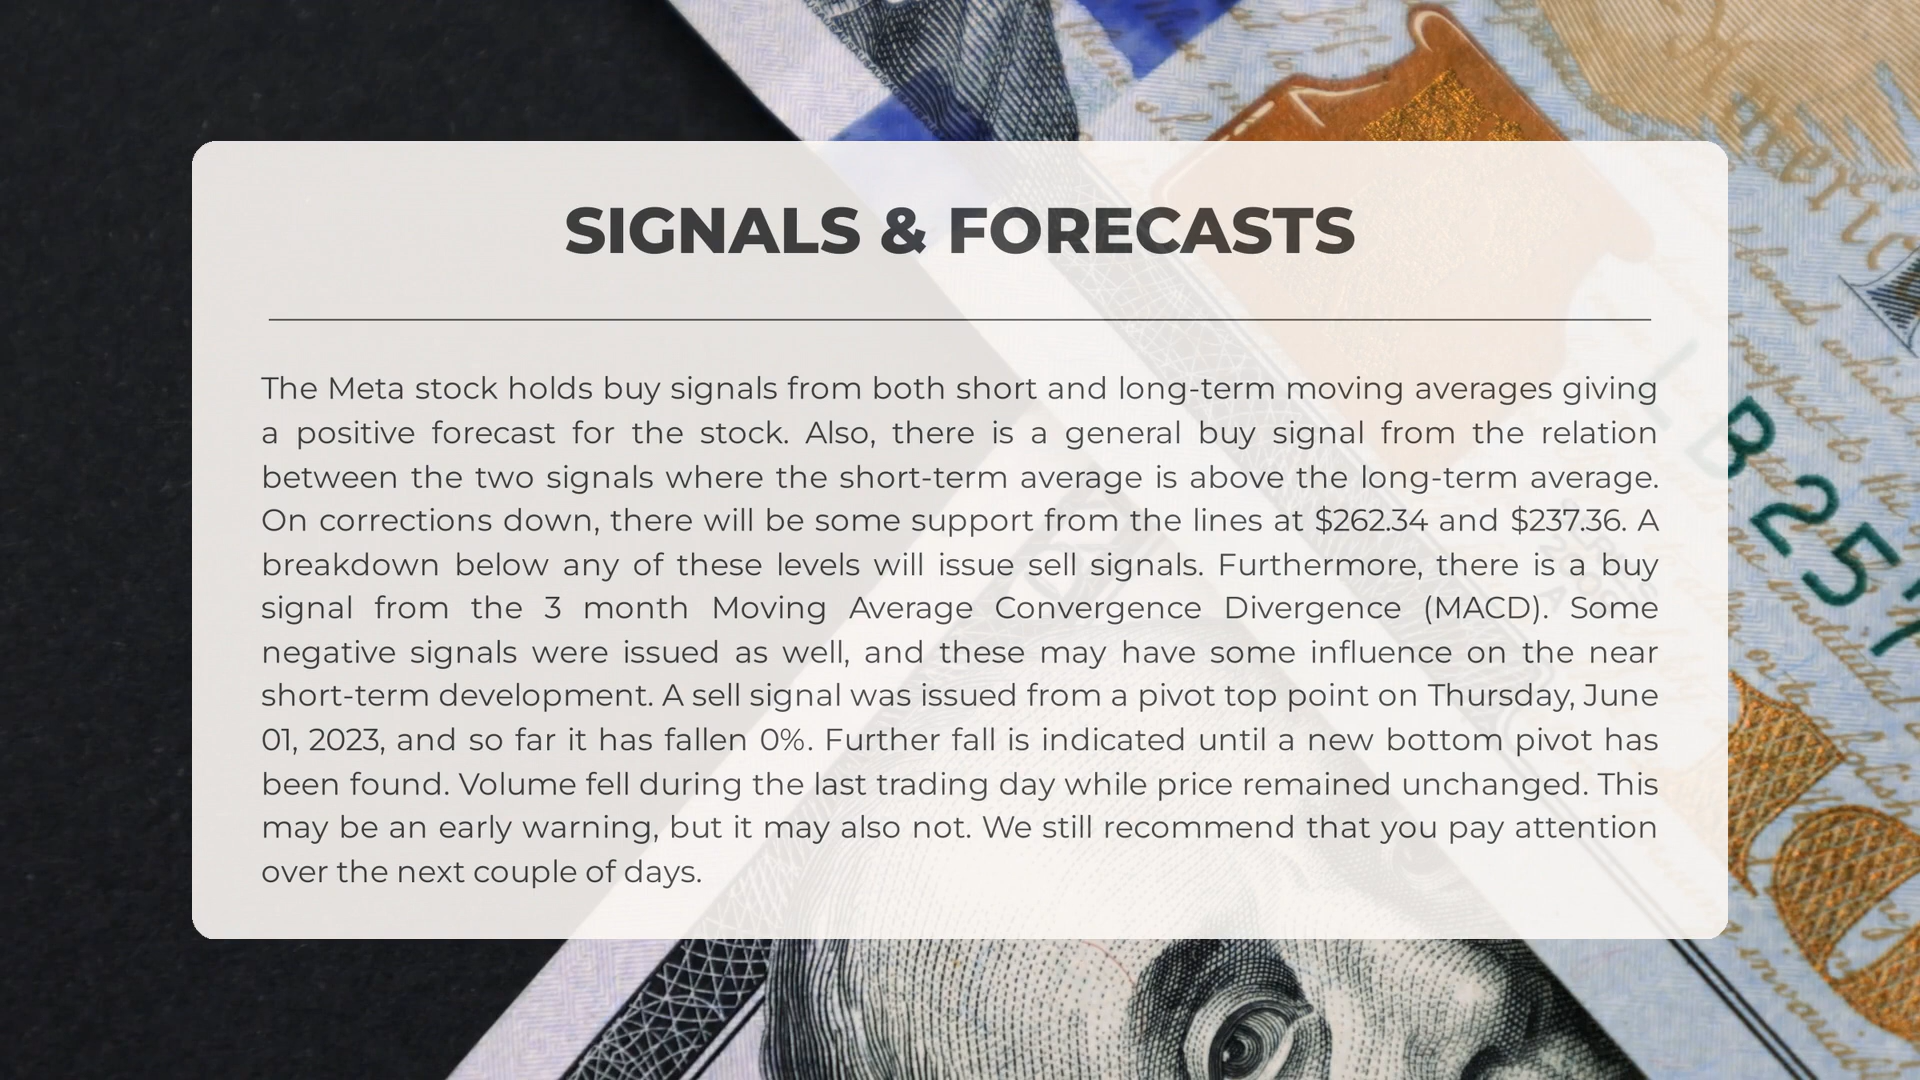 SIGNALS & FORECASTS
The Meta stock holds buy signals from both short and long-term moving averages giving
a positive forecast for the stock. Also, there is a general buy signal from the relation
between the two signals where the short-term average is above the long-term average.
On corrections down, there will be some support from the lines at $262.34 and $237.36. A
breakdown below any of these levels will issue sell signals. Furthermore, there is a buy
signal from the 3 month Moving Average Convergence Divergence (MACD). Some
negative signals were issued as well, and these may have some influence on the near
short-term development. A sell signal was issued from a pivot top point on Thursday, June
01, 2023, and so far it has fallen 0%. Further fall is indicated until a new bottom pivot has
been found. Volume fell during the last trading day while price remained unchanged. This
may be an early warning, but it may also not. We still recommend that you pay attention
over the next couple of days.